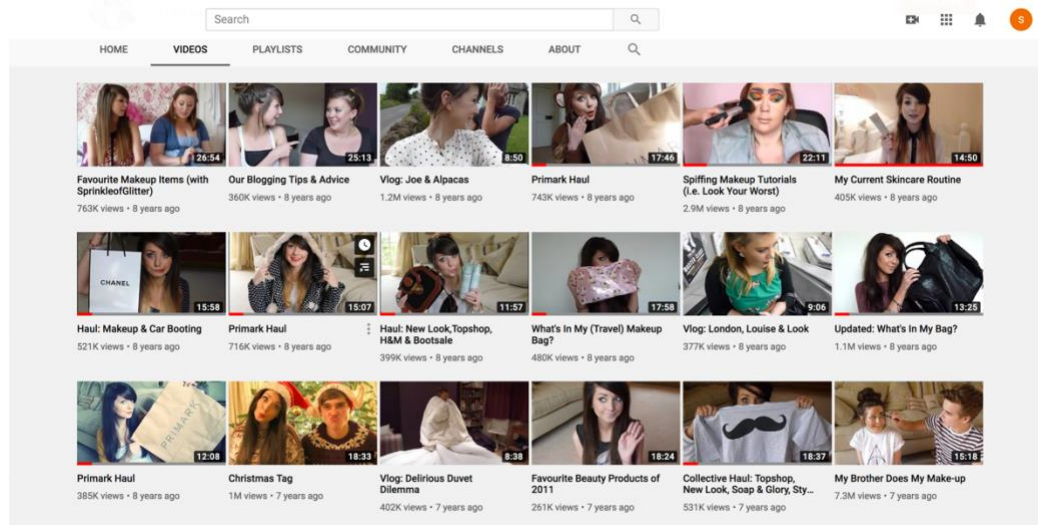 Search
S
HOME VIDEOS PLAYLISTS COMMUNITY CHANNELS ABOUT
26:54 25:13 8:50 17:46 22:11 14:50
Favourite Makeup Items (with Our Blogging Tips & Advice Vlog: Joe & Alpacas Primark Haul Spiffing Makeup Tutorials My Current Skincare Routine
SprinkleofGlitter) (i.e. Look Your Worst)
763K views • 8 years ago 360K views • 8 years ago 1.2M views • 8 years ago 743K views • 8 years ago 2.9M views • 8 years ago 405K views • 8 years ago
CHANEL
15:58 15:07 11:57 17:58 9:06 13:25
Haul: Makeup & Car Booting Primark Haul Haul: New Look,Topshop, What's In My (Travel) Makeup Vlog: London, Louise & Look Updated: What's In My Bag?
H&M & Bootsale Bag?
521K views • 8 years ago 716K views • 8 years ago 399K views • 8 years ago 480K views • 8 years ago 377K views • 8 years ago 1.1M views • 8 years ago
PRIMARK
12:08 18:33 8:38 18:24 18:37 15:18
Primark Haul Christmas Tag Vlog: Delirious Duvet Favourite Beauty Products of Collective Haul: Topshop, My Brother Does My Make-up
Dilemma 2011 New Look, Soap & Glory, Sty...
385K views • 8 years ago 1M views • 7 years ago 402K views • 7 years ago 261K views • 7 years ago 531K views • 7 years ago 7.3M views • 7 years ago